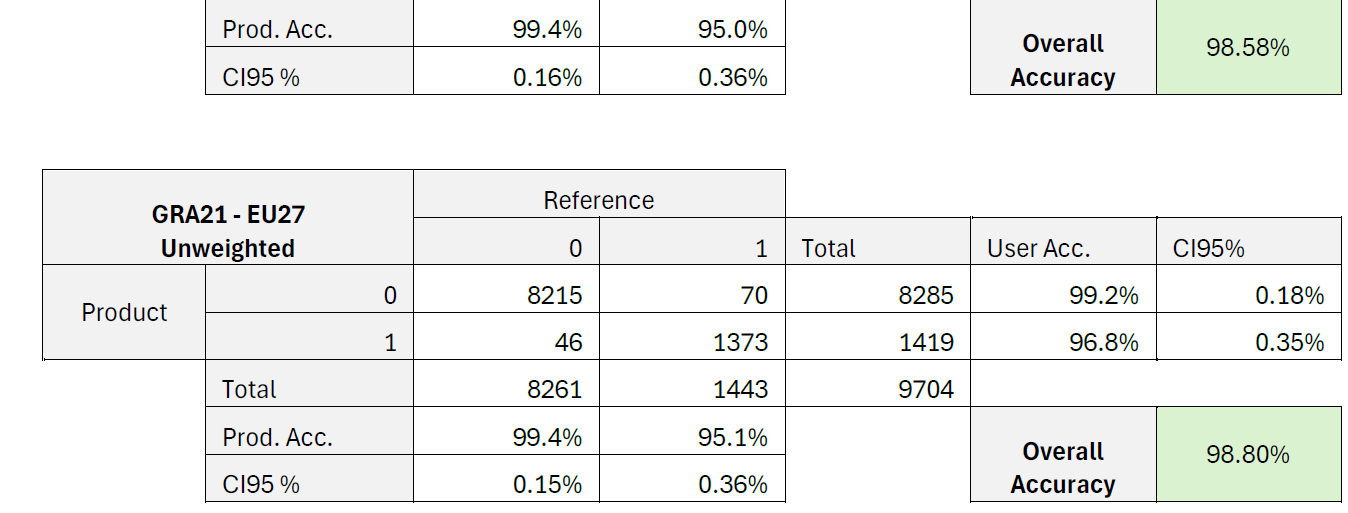 Prod. Acc. 99.4% 95.0% Overall Accuracy 98.58%
CI95 % 0.16% 0.36%
GRA21 - EU27 Unweighted Reference
0 1 Total User Acc. CI95%
Product 0 8215 70 8285 99.2% 0.18%
1 46 1373 1419 96.8% 0.35%
Total 8261 1443 9704
Prod. Acc. 99.4% 95.1% Overall Accuracy 98.80%
CI95 % 0.15% 0.36%